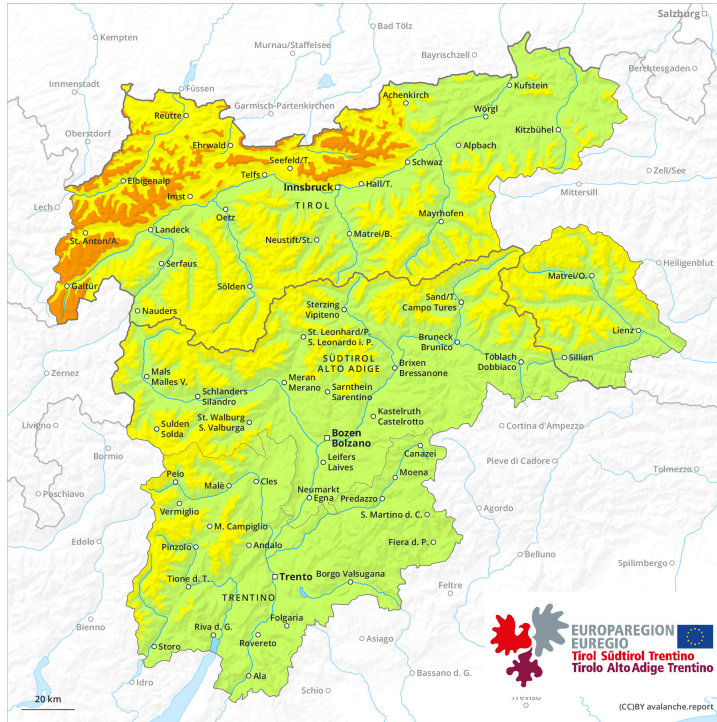 Salzburg
Kempten
Bad Tölz
Murnau/Staffelsee
Bayrischzell
Berchtesgaden
Immenstadt
Füssen
Garmisch-Partenkirchen
Achenkirch
Kufstein
Reutte
Wörgl
Oberstdorf
Ehrwald
Kitzbühel
Seefeld/T.
Alpbach
Telfs
Schwaz
Zell/See
Elbigenalp
Innsbruck
Hall/T.
Mittersill
Imst
TIROL
Lech
Oetz
Mayrhofen
St. Anton/A.
Landeck
Neustift/St.
Matrei/B.
Heiligenblut
Serfaus
Matrei/O.
Galtür
Sölden
Sand/T.
Campo Tures
Nauders
Sterzing
Vipiteno
Lienz
St. Leonhard/P.
S. Leonardo i. P.
Bruneck
Brunico
Sillian
Toblach
Dobbiaco
SÜDTIROL
ALTO ADIGE
Brixen
Bressanone
Zernez
Mals
Malles V.
Meran
Merano
Sarnthein
Sarentino
Schlanders
Silandro
Kastelruth
Castelrotto
St. Walburg
S. Valburga
Livigno
Sulden
Solda
Bozen
Bolzano
Cortina d'Ampezzo
Canazei
Bormio
Leifers
Laives
Pieve di Cadore
Tolmezzo
Peio
Malè
Cles
Moena
Poschiavo
Neumarkt
Egna
Predazzo
Vermiglio
Agordo
S. Martino d. C.
M. Campiglio
Edolo
Pinzolo
Andalo
Fiera d. P.
Belluno
Spilimbergo
Tione d. T.
Trento
Borgo Valsugana
Feltre
TRENTINO
Folgaria
Bienno
Riva d. G.
Rovereto
Asiago
Storo
EUROPAREGION
EUREGIO
Tirol Südtirol Trentino
Tirolo Alto Adige Trentino
Ala
Idro
Bassano d. G.
Schio
Treviso
20 km
(CC)BY avalanche.report